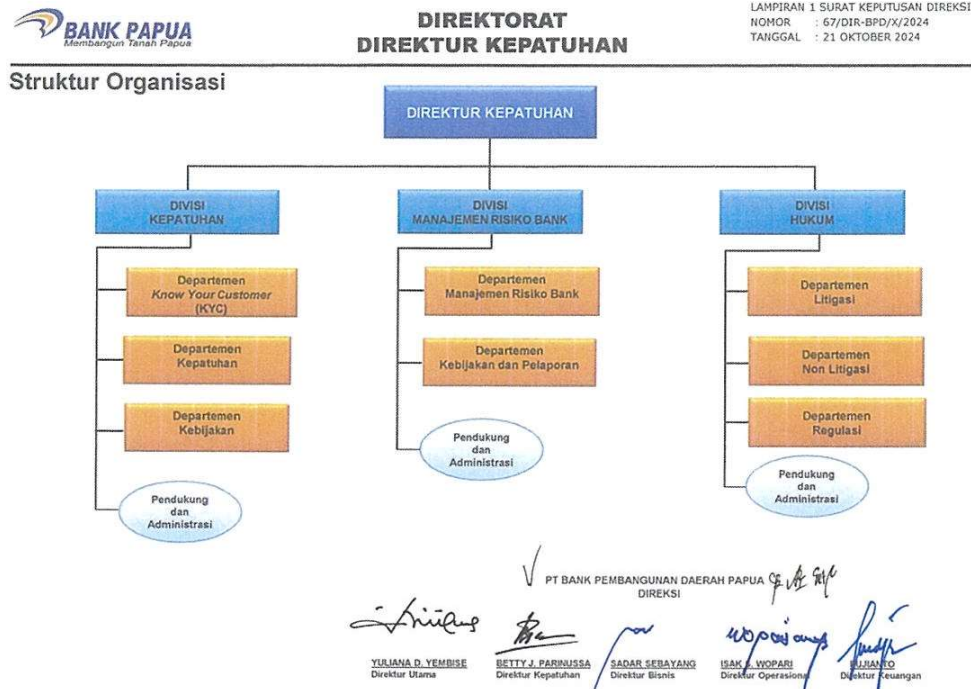 BANK PAPUA
Membangun Tanah Papua
DIREKTORAT
DIREKTUR KEPATUHAN
LAMPIRAN 1 SURAT KEPUTUSAN DIREKSI
NOMOR : 67/DIR-BPD/X/2024
TANGGAL : 21 OKTOBER 2024
Struktur Organisasi
DIREKTUR KEPATUHAN
DIVISI
KEPATUHAN
Departemen
Know Your Customer
(KYC)
Departemen
Kepatuhan
Departemen
Kebijakan
Pendukung
dan
Administrasi
DIVISI
MANAJEMEN RISIKO BANK
Departemen
Manajemen Risiko Bank
Departemen
Kebijakan dan Pelaporan
Pendukung
dan
Administrasi
DIVISI
HUKUM
Departemen
Litigasi
Departemen
Non Litigasi
Departemen
Regulasi
Pendukung
dan
Administrasi
PT BANK PEMBANGUNAN DAERAH PAPUA
DIREKSI
YULIANA D. YEMBISE
Direktur Utama
BETTY J. PARINUSSA
Direktur Kepatuhan
SADAR SEBAYANG
Direktur Bisnis
ISAK S. WOPARI
Direktur Operasional
PUJIANTO
Direktur Keuangan